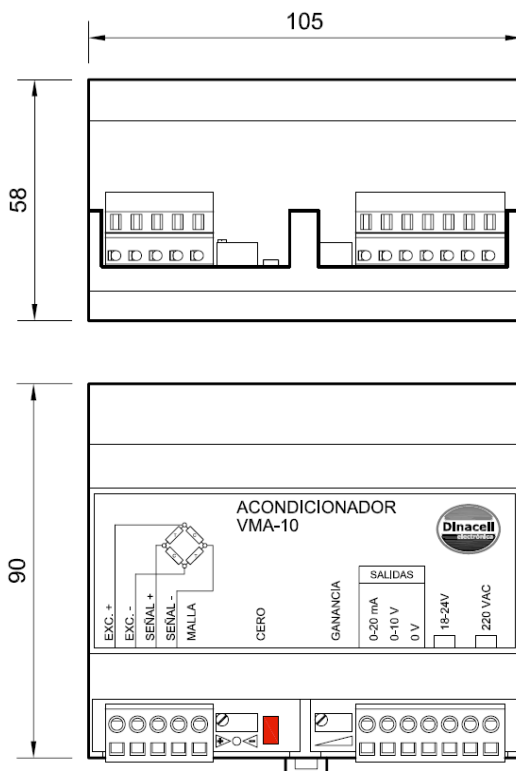 105
58
90
ACONDICIONADOR
VMA-10
Dinacell
electrónica
EXC. +
EXC. -
SEÑAL +
SEÑAL -
MALLA
CERO
GANANCIA
SALIDAS
0-20 mA
0-10 V
0 V
18-24V
220 VAC